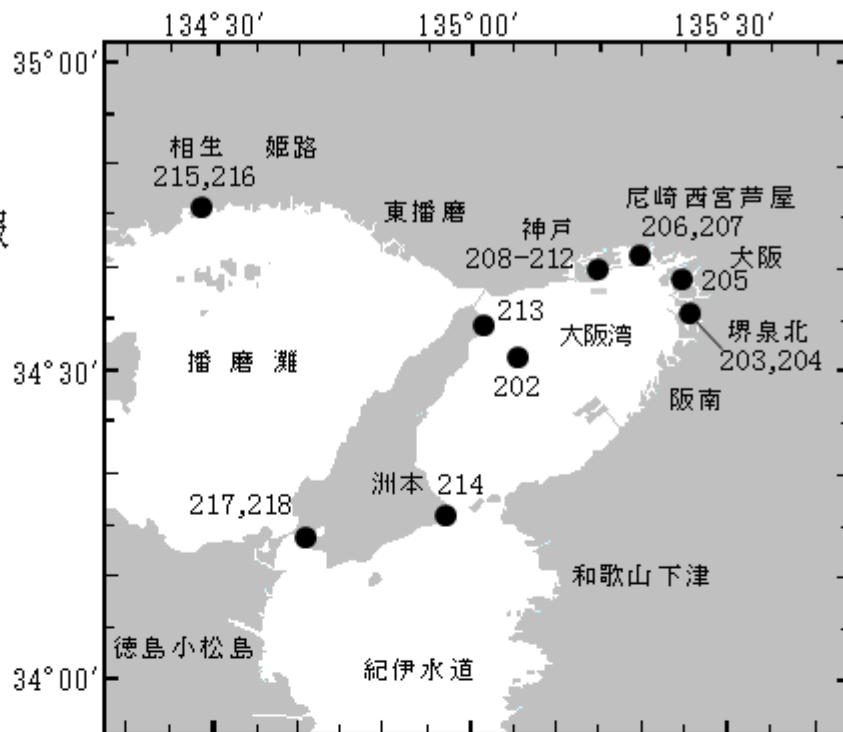 134°30′ 135°00′ 135°30′
35°00′
相生 姫路
215,216
東播磨
神戸
208-212
尼崎西宮芦屋
206,207
大阪
205
213
大阪湾
堺泉北
203,204
播磨灘
34°30′
202
阪南
洲本 214
217,218
和歌山下津
徳島小松島
紀伊水道
34°00′